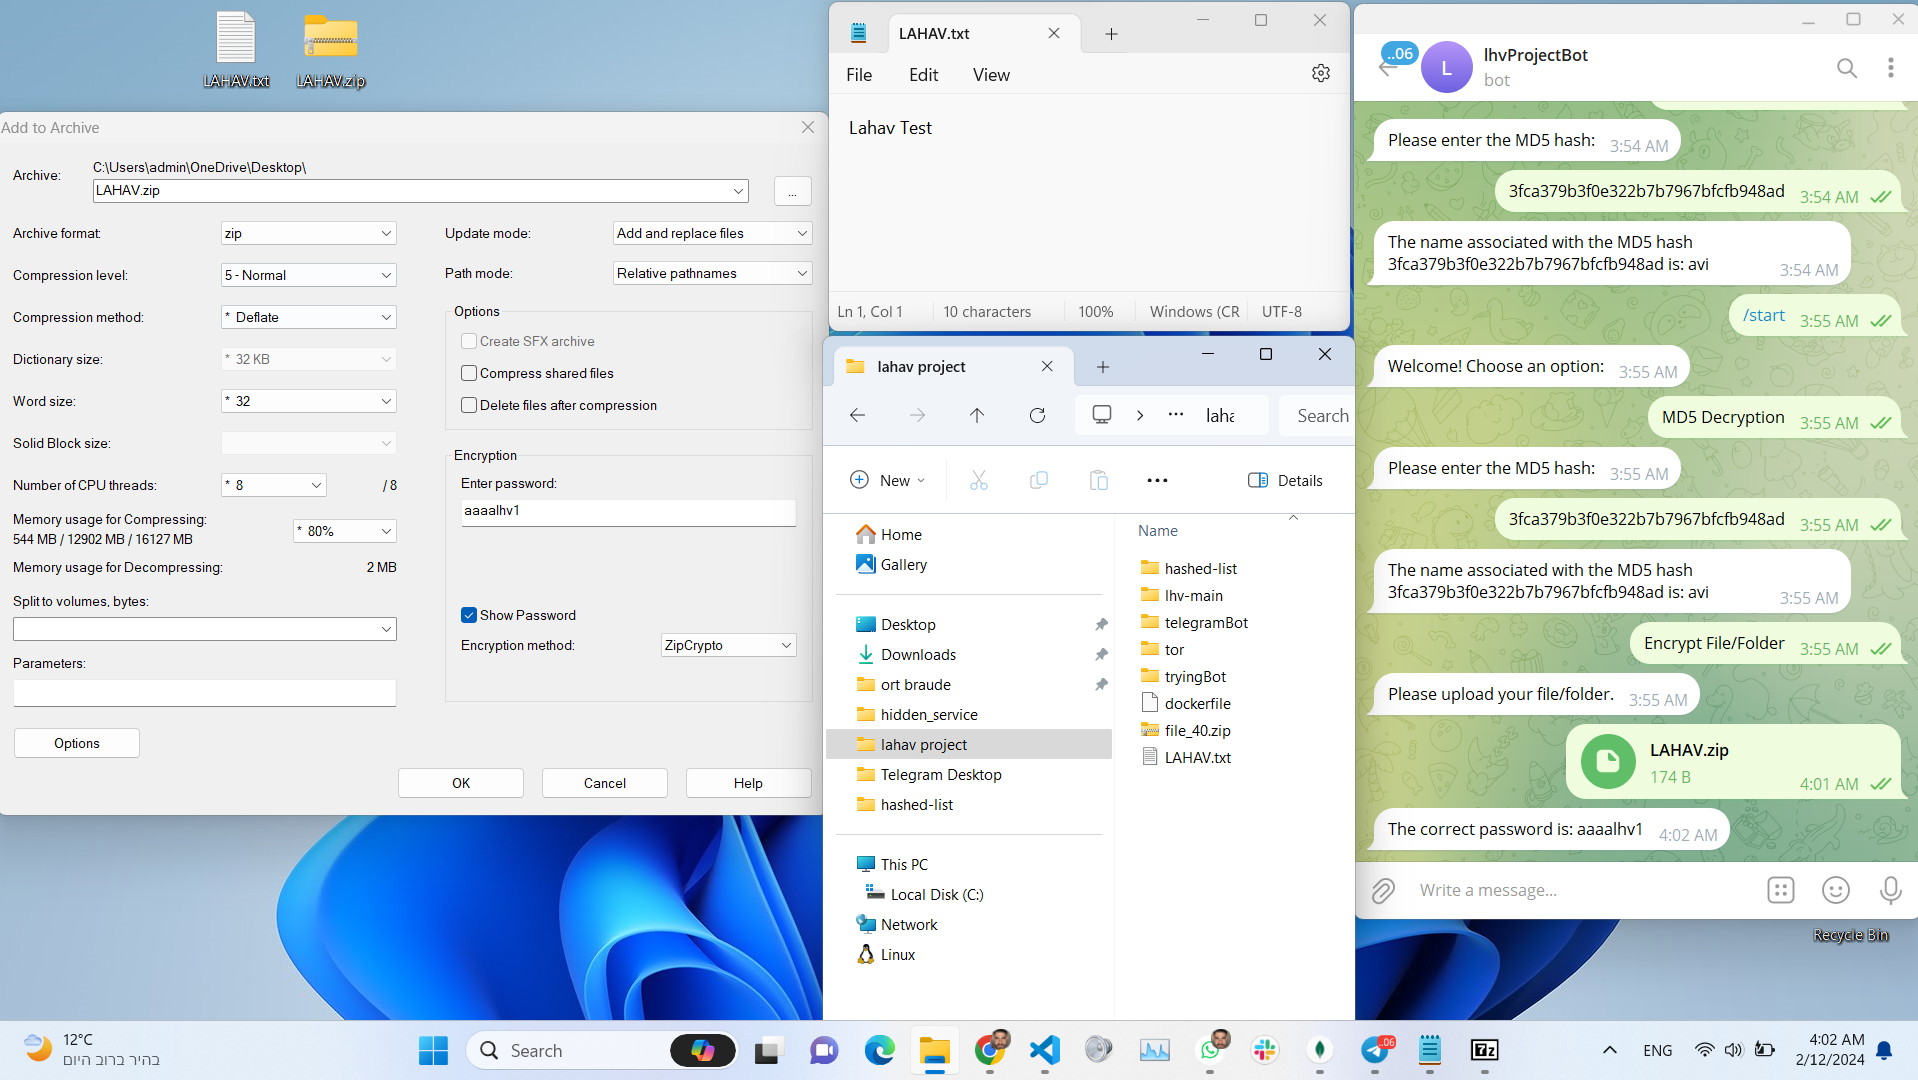 LAHAV.txt
LAHAV.zip
Add to Archive
Archive:
C:\Users\admin\OneDrive\Desktop\
LAHAV.zip
...
Archive format:
zip
Compression level:
5 - Normal
Compression method:
* Deflate
Dictionary size:
* 32 KB
Word size:
* 32
Solid Block size:
Number of CPU threads:
* 8
/ 8
Memory usage for Compressing:
544 MB / 12902 MB / 16127 MB
* 80%
Memory usage for Decompressing:
2 MB
Split to volumes, bytes:
Parameters:
Options
Update mode:
Add and replace files
Path mode:
Relative pathnames
Options
Create SFX archive
Compress shared files
Delete files after compression
Encryption
Enter password:
aaaalhv1
Show Password
Encryption method:
ZipCrypto
OK
Cancel
Help
LAHAV.txt
File
Edit
View
Lahav Test
Ln 1, Col 1
10 characters
100%
Windows (CR
UTF-8
lahav project
laha
Search
New
...
Details
Home
Gallery
Desktop
Downloads
ort braude
hidden_service
lahav project
Telegram Desktop
hashed-list
This PC
Local Disk (C:)
Network
Linux
Name
hashed-list
lhv-main
telegramBot
tor
tryingBot
dockerfile
file_40.zip
LAHAV.txt
..06
L
lhvProjectBot
bot
Please enter the MD5 hash:
3:54 AM
3fca379b3f0e322b7b7967bfcfb948ad
3:54 AM
The name associated with the MD5 hash
3fca379b3f0e322b7b7967bfcfb948ad is: avi
3:54 AM
/start
3:55 AM
Welcome! Choose an option:
3:55 AM
MD5 Decryption
3:55 AM
Please enter the MD5 hash:
3:55 AM
3fca379b3f0e322b7b7967bfcfb948ad
3:55 AM
The name associated with the MD5 hash
3fca379b3f0e322b7b7967bfcfb948ad is: avi
3:55 AM
Encrypt File/Folder
3:55 AM
Please upload your file/folder.
3:55 AM
LAHAV.zip
174 B
4:01 AM
The correct password is: aaaalhv1
4:02 AM
Write a message...
Recycle Bin
12°C
בהיר ברוב היום
Search
..06
7z
ENG
4:02 AM
2/12/2024